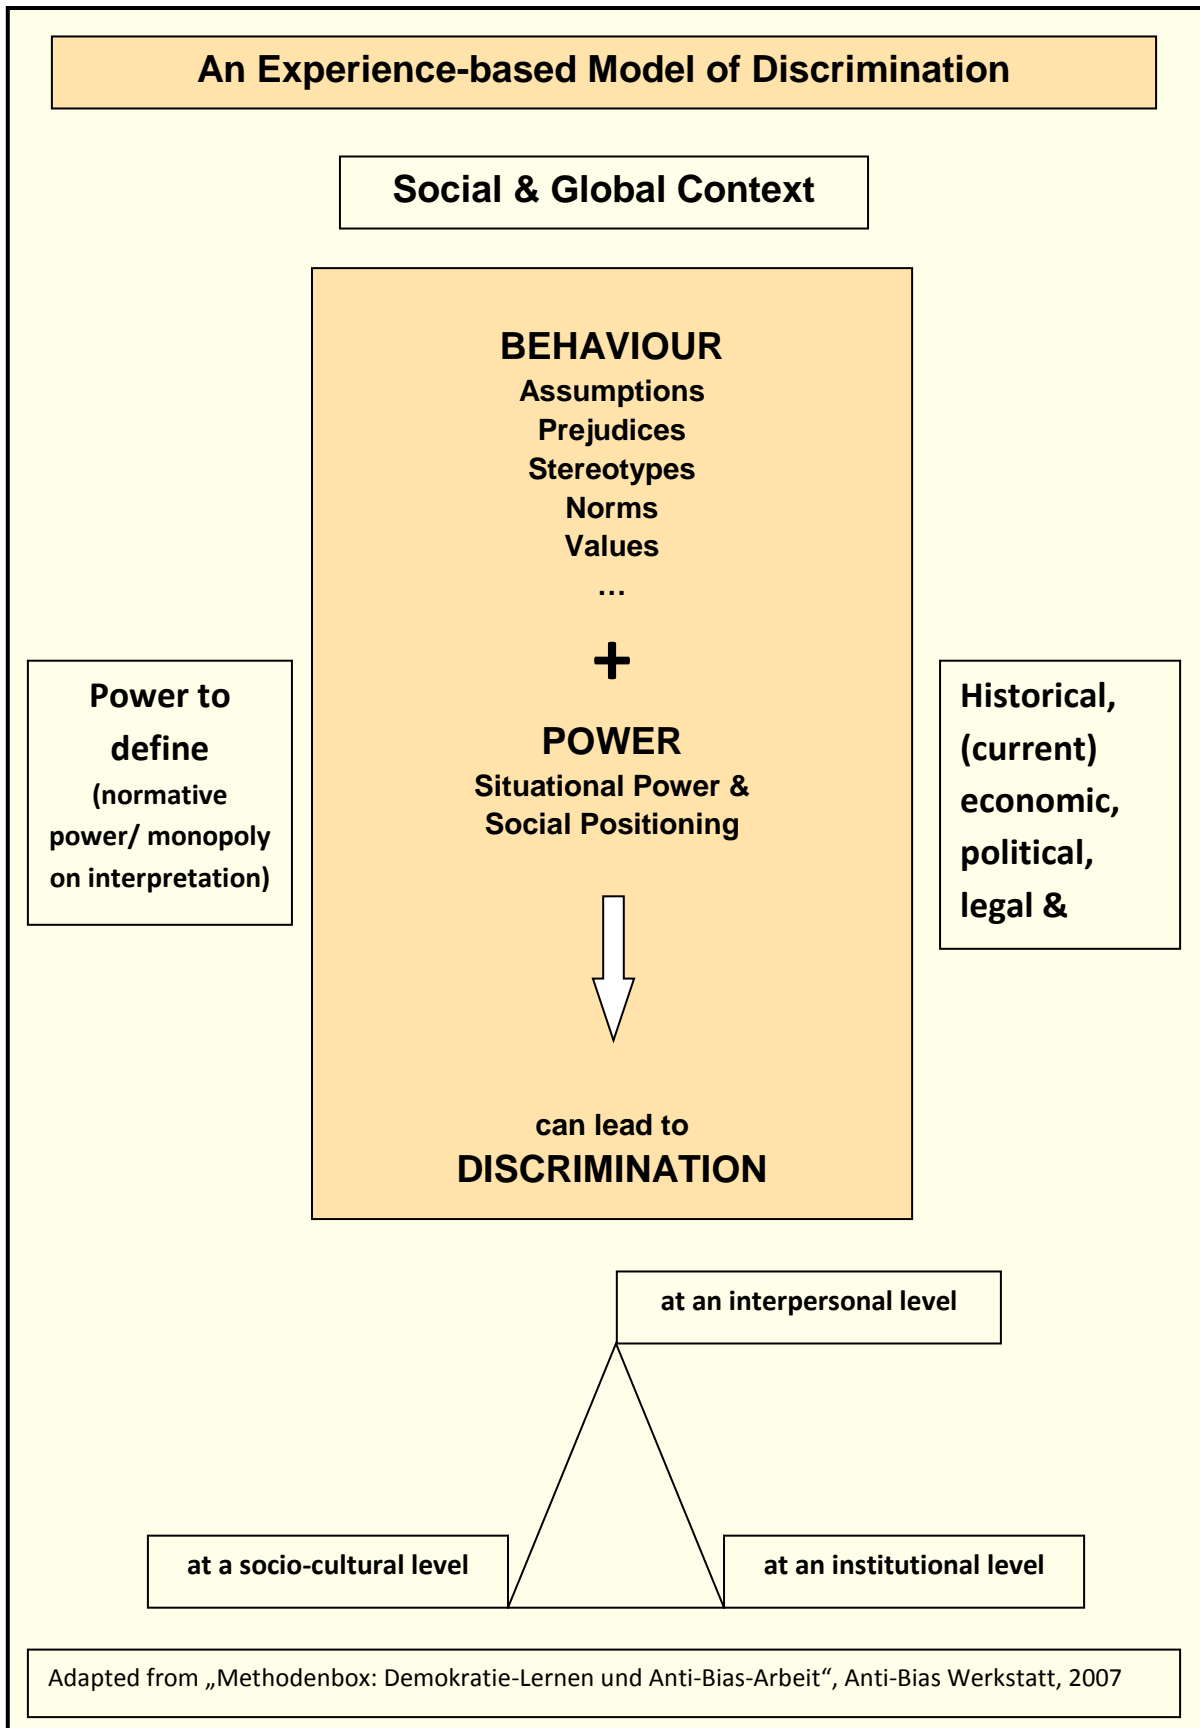 An Experience-based Model of Discrimination
Social & Global Context
BEHAVIOUR
Assumptions
Prejudices
Stereotypes
Norms
Values
…
+
POWER
Situational Power &
Social Positioning
can lead to
DISCRIMINATION
Power to
define
(normative
power/ monopoly
on interpretation)
Historical,
(current)
economic,
political,
legal &
at an interpersonal level
at a socio-cultural level
at an institutional level
Adapted from „Methodenbox: Demokratie-Lernen und Anti-Bias-Arbeit“, Anti-Bias Werkstatt, 2007